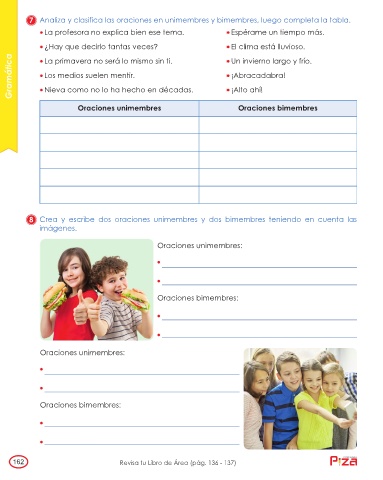 Gramática
7 Analiza y clasifica las oraciones en unimembres y bimembres, luego completa la tabla.
• La profesora no explica bien ese tema.
• Espérame un tiempo más.
• ¿Hay que decirlo tantas veces?
• El clima está lluvioso.
• La primavera no será lo mismo sin ti.
• Un invierno largo y frío.
• Los medios suelen mentir.
• ¡Abracadabra!
• Nieva como no lo ha hecho en décadas.
• ¡Alto ahí!
Oraciones unimembres
Oraciones bimembres
8 Crea y escribe dos oraciones unimembres y dos bimembres teniendo en cuenta las
imágenes.
Oraciones unimembres:
Oraciones bimembres:
Oraciones unimembres:
Oraciones bimembres:
162
Revisa tu Libro de Área (pág. 136 - 137)